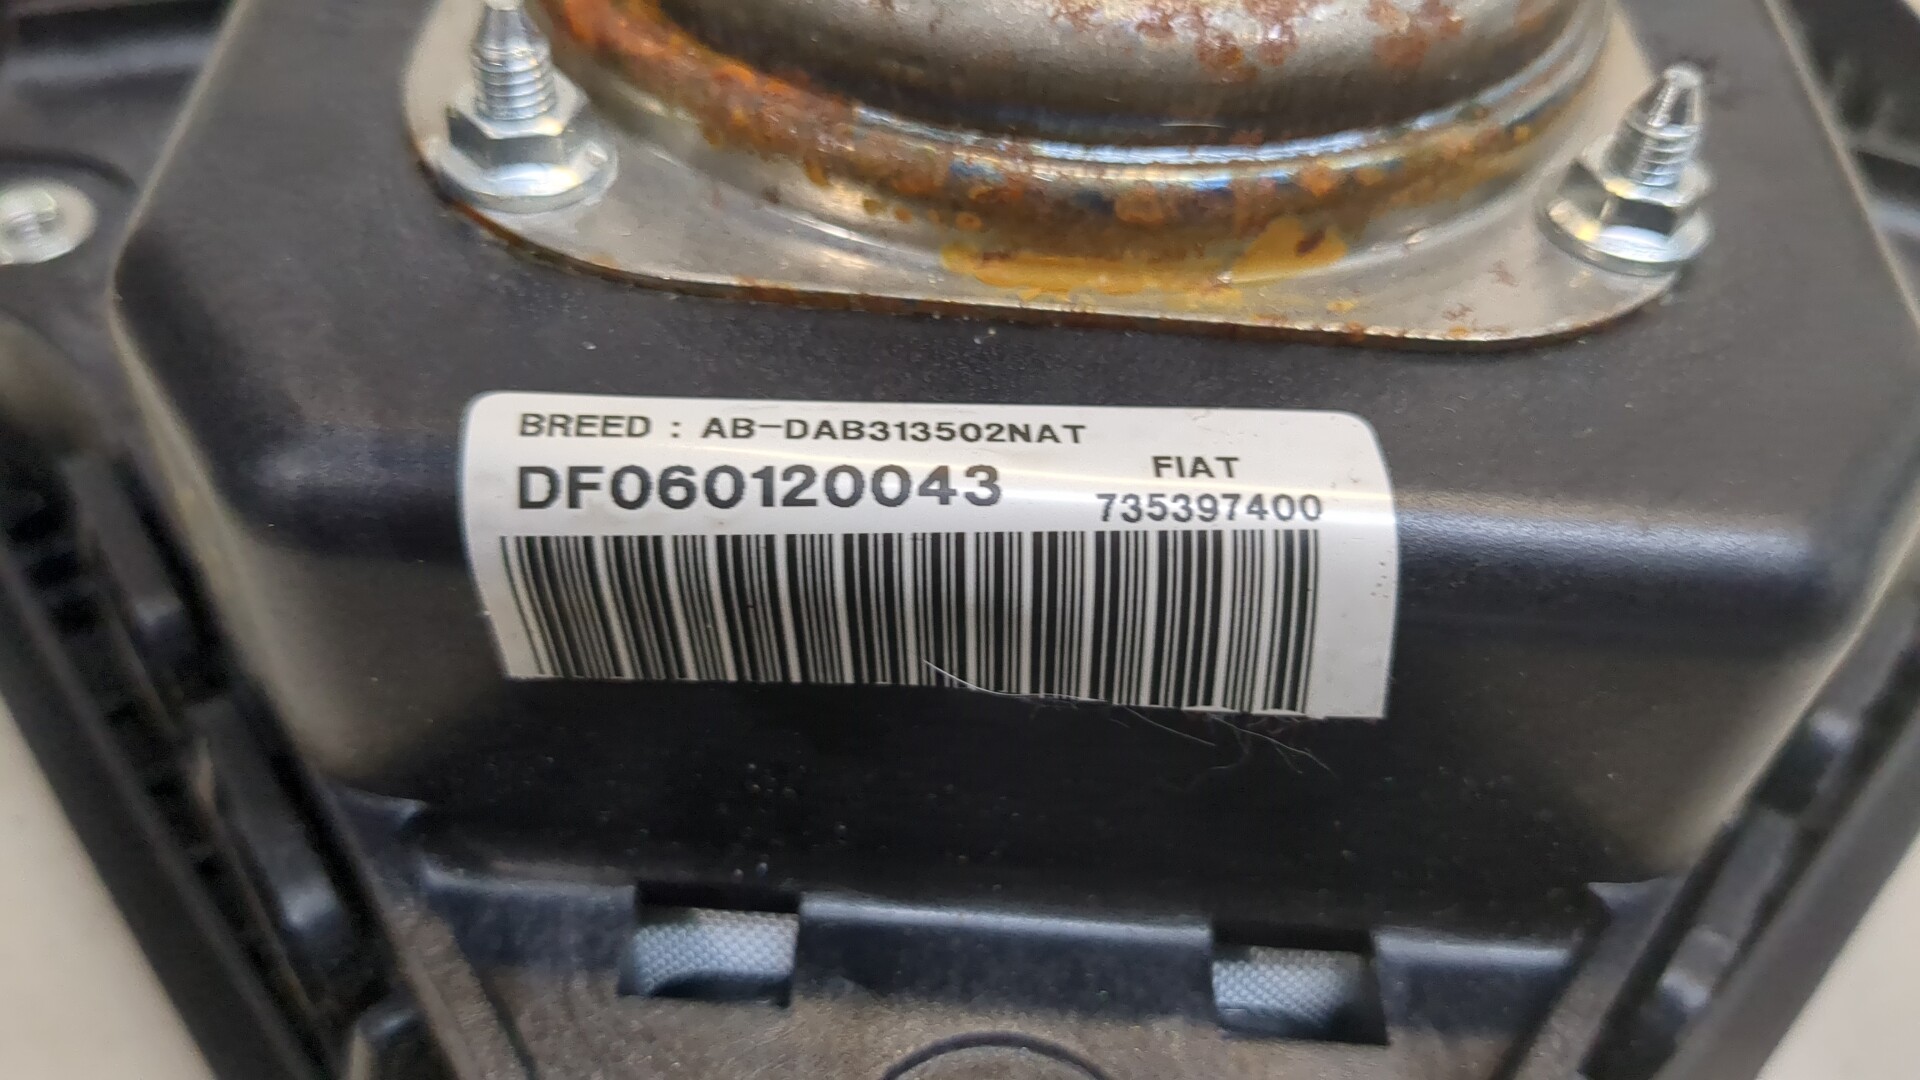 BREED : AB-DAB313502NAT
DF060120043
FIAT
735397400